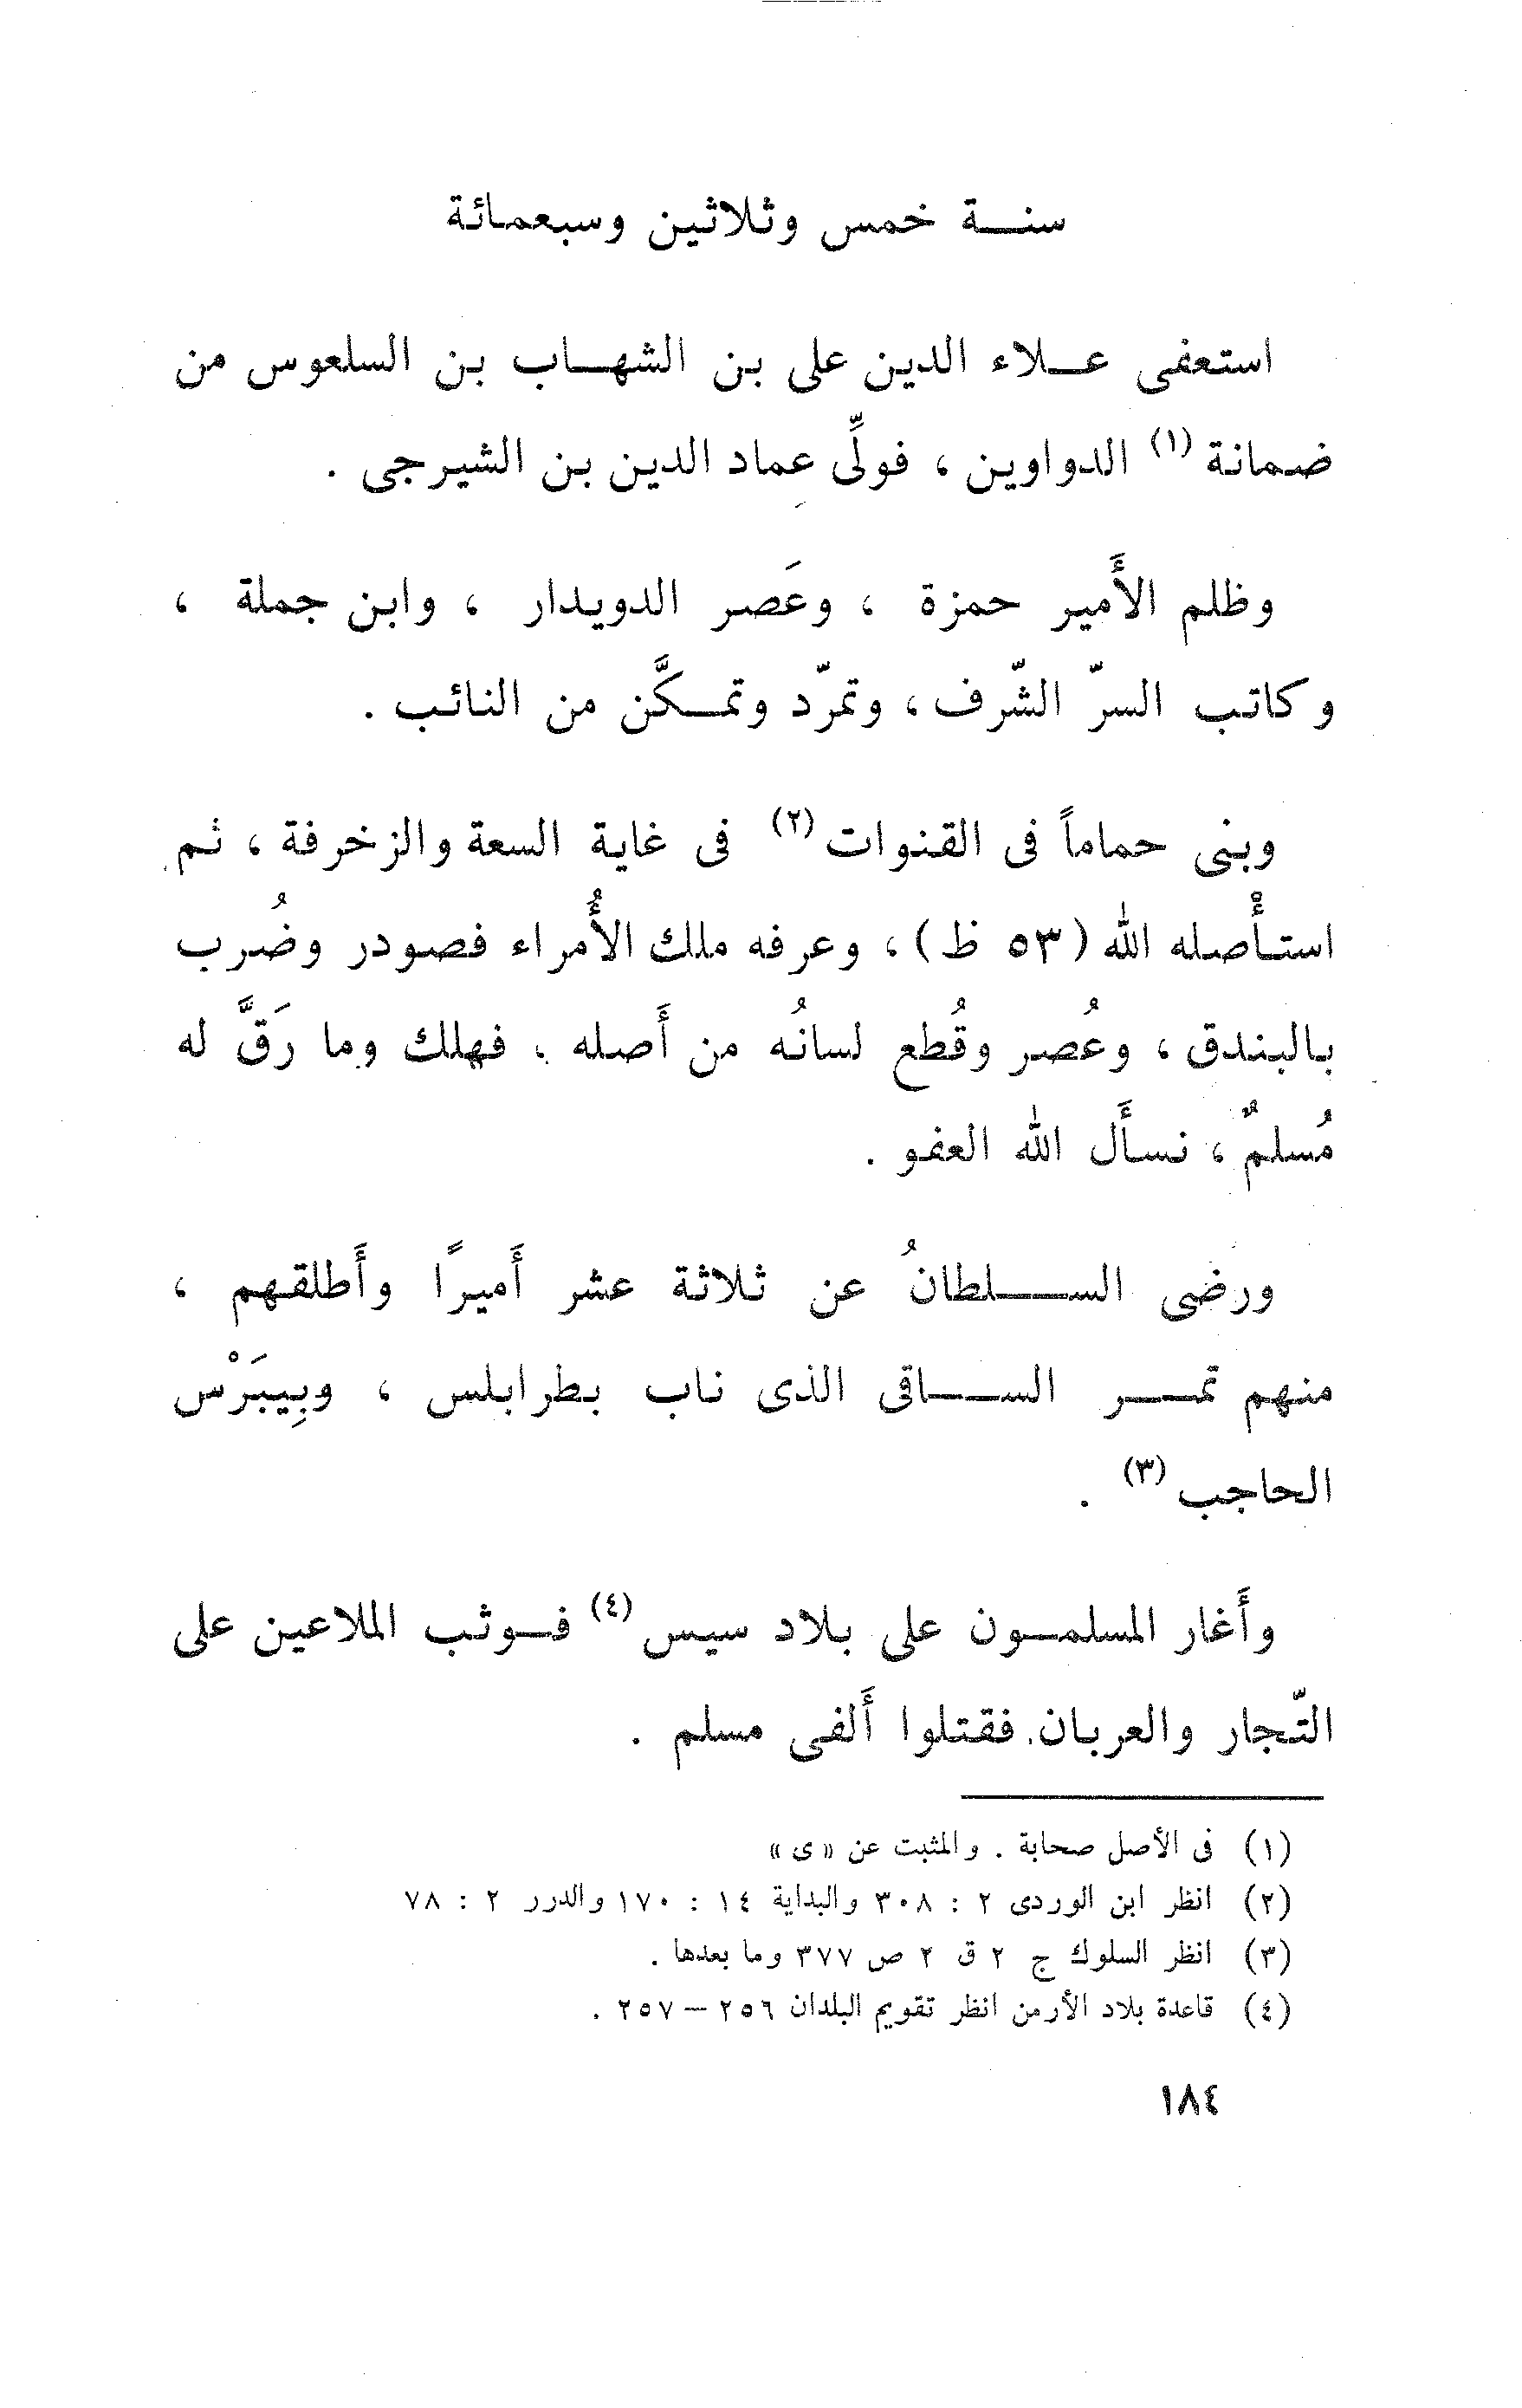 سنة خمس وثلاثين وسبعمائة
استعفى علاء الدين على بن الشهاب بن السلعوس من
ضمانة (١) الدواوين ، فولِّى عماد الدين بن الشيرجى .
وظلم الأَمير حمزة ، وعَصر الدويدار ، وابن جملة ،
وكاتب السرّ الشّرف ، وتمرّد وتمكَّن من النائب .
وبنى حماماً فى القنوات (٢) فى غاية السعة والزخرفة ، ثم
استأْصله الله (٥٣ ظ) ، وعرفه ملك الأُمراء فصودر وضُرب
بالبندق ، وعُصر وقُطع لسانُه من أَصله . فهلك وما رَقَّ له
مُسلمٌ ، نسأَل الله العفو .
ورضى السلطانُ عن ثلاثة عشر أَميرًا وأَطلقهم ،
منهم تمر الساقى الذى ناب بطرابلس ، وبِيبَرْس
الحاجب (٣) .
وأَغار المسلمون على بلاد سيس (٤) فوثب الملاعين على
التّجار والعربان فقتلوا أَلفى مسلم .
(١) فى الأصل صحابة . والمثبت عن «ى»
(٢) انظر ابن الوردى ٢ : ٣٠٨ والبداية ١٤ : ١٧٠ والدرر ٢ : ٧٨
(٣) انظر السلوك ج ٢ ق ٢ ص ٣٧٧ وما بعدها .
(٤) قاعدة بلاد الأرمن انظر تقويم البلدان ٢٥٦ – ٢٥٧ .
١٨٤